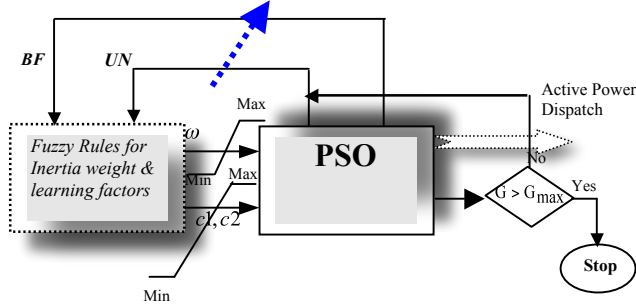 BF
UN
Active Power
Dispatch
Max
Fuzzy Rules for
Inertia weight &
learning factors
ω
PSO
No
Min
Max
G > Gmax
Yes
c1, c2
Stop
Min